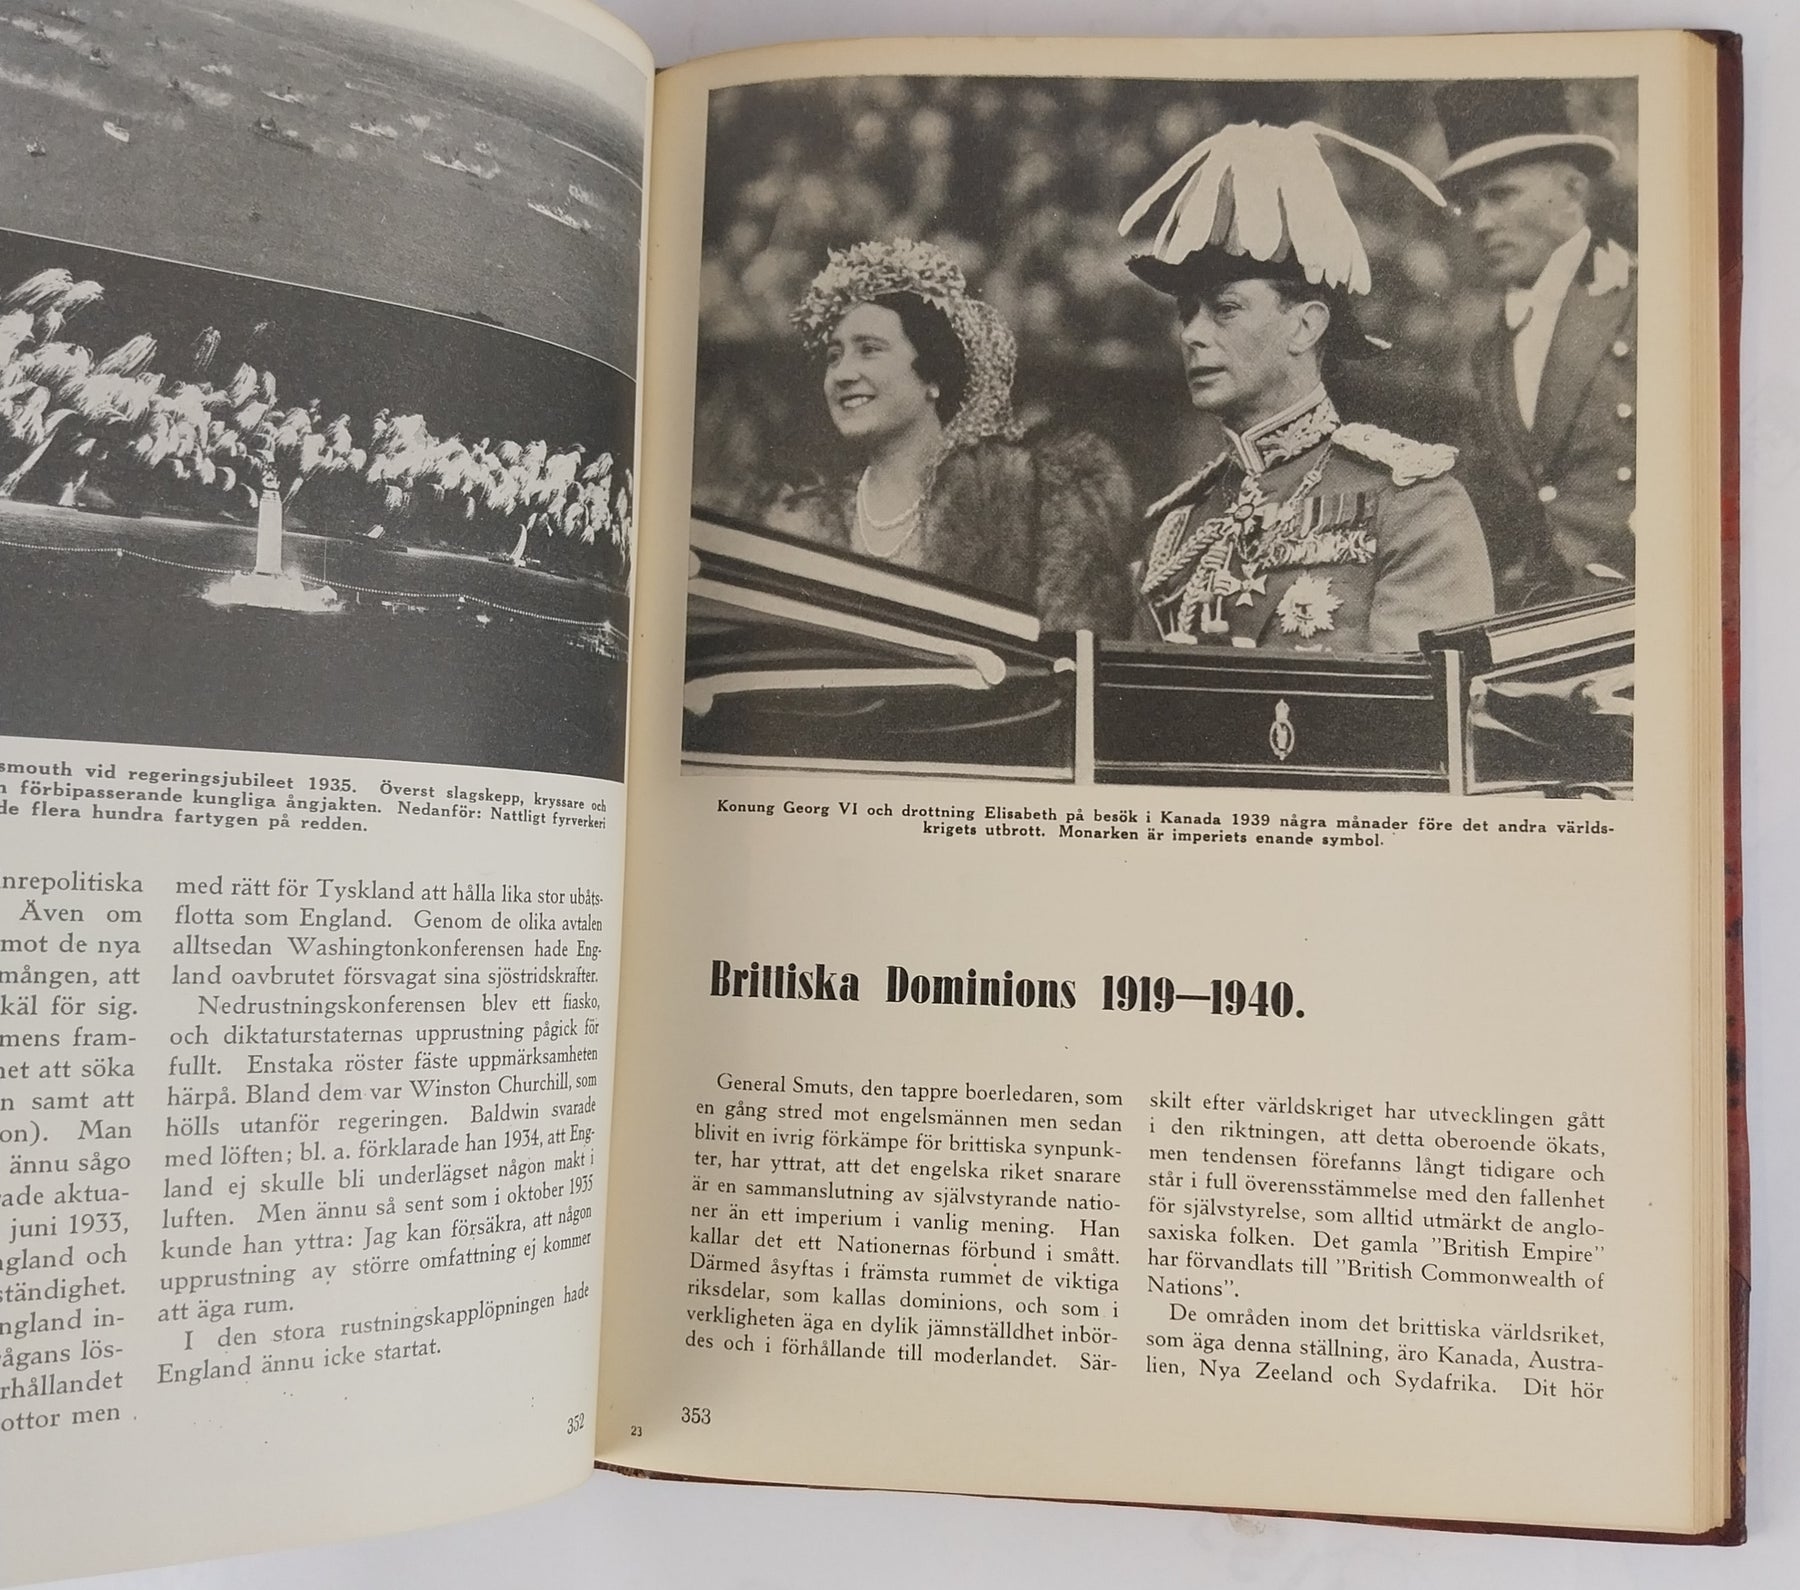 smouth vid regeringsjubileet 1935. Överst slagskepp, kryssare och
förbipasserande kungliga ångjakten. Nedanför: Nattligt fyrverkeri
de flera hundra fartygen på redden.
nrepolitiska
Även om
mot de nya
mången, att
käl för sig.
mens fram-
et att söka
n samt att
on). Man
ännu sågo
ade aktua-
juni 1933,
ngland och
ständighet.
ngland in-
ågans lös-
rhållandet
ottor men
med rätt för Tyskland att hålla lika stor ubåts-
flotta som England. Genom de olika avtalen
alltsedan Washingtonkonferensen hade Eng-
land oavbrutet försvagat sina sjöstridskrafter.
Nedrustningskonferensen blev ett fiasko,
och diktaturstaternas upprustning pågick för
fullt. Enstaka röster fäste uppmärksamheten
härpå. Bland dem var Winston Churchill, som
hölls utanför regeringen. Baldwin svarade
med löften; bl. a. förklarade han 1934, att Eng-
land ej skulle bli underlägset någon makt i
luften. Men ännu så sent som i oktober 1935
kunde han yttra: Jag kan försäkra, att någon
upprustning av större omfattning ej kommer
att äga rum.
I den stora rustningskapplöpningen hade
England ännu icke startat.
352
Konung Georg VI och drottning Elisabeth på besök i Kanada 1939 några månader före det andra världs-
krigets utbrott. Monarken är imperiets enande symbol.
Brittiska Dominions 1919—1940.
General Smuts, den tappre boerledaren, som
en gång stred mot engelsmännen men sedan
blivit en ivrig förkämpe för brittiska synpunk-
ter, har yttrat, att det engelska riket snarare
är en sammanslutning av självstyrande natio-
ner än ett imperium i vanlig mening. Han
kallar det ett Nationernas förbund i smått.
Därmed åsyftas i främsta rummet de viktiga
riksdelar, som kallas dominions, och som i
verkligheten äga en dylik jämnställdhet inbör-
des och i förhållande till moderlandet. Sär-
skilt efter världskriget har utvecklingen gått
i den riktningen, att detta oberoende ökats,
men tendensen förefanns långt tidigare och
står i full överensstämmelse med den fallenhet
för självstyrelse, som alltid utmärkt de anglo-
saxiska folken. Det gamla "British Empire"
har förvandlats till "British Commonwealth of
Nations".
De områden inom det brittiska världsriket,
som äga denna ställning, äro Kanada, Austra-
lien, Nya Zeeland och Sydafrika. Dit hör
23
353